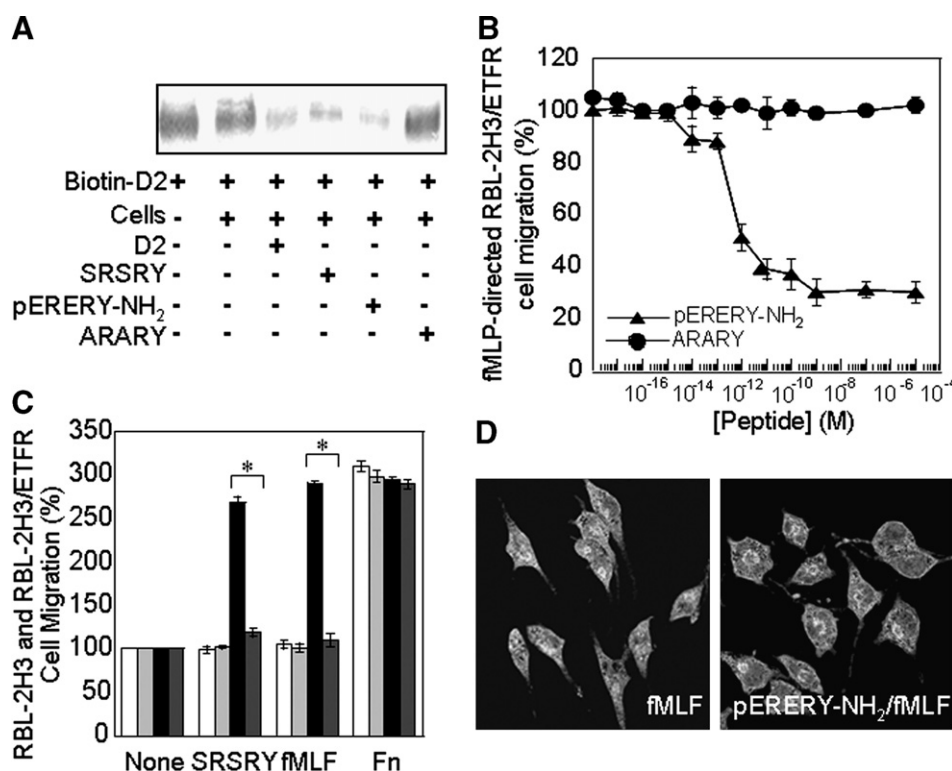 A
Biotin-D2 + + + + + +
Cells - + + + + +
D2 - - + - - -
SRSRY - - - + - -
pERERY-NH2 - - - - + -
ARARY - - - - - +
B
fMLP-directed RBL-2H3/ETFR
cell migration (%)
120
100
80
60
40
20
0
pERERY-NH2
ARARY
10-16 10-14 10-12 10-10 10-8 10-6 10-4
[Peptide] (M)
C
RBL-2H3 and RBL-2H3/ETFR
Cell Migration (%)
350
300
250
200
150
100
50
0
* *
None SRSRY fMLF Fn
D
fMLF
pERERY-NH2/fMLF